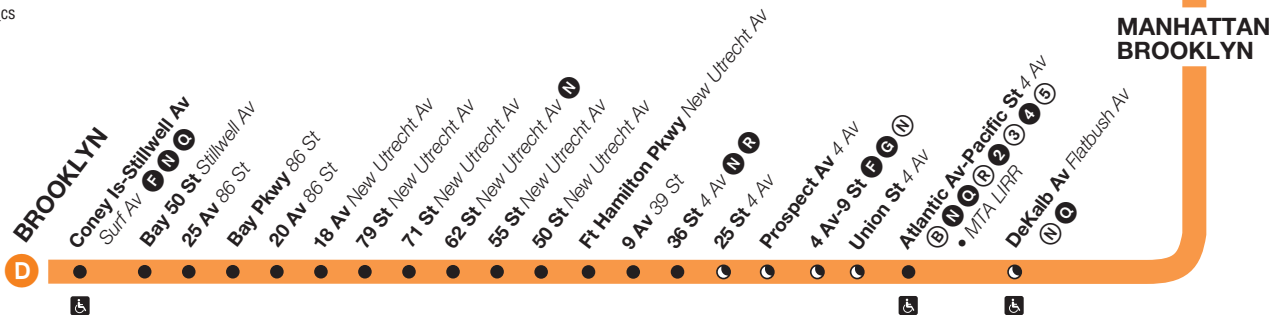 CS
MANHATTAN
BROOKLYN
BROOKLYN
Coney Is-Stillwell Av
Surf Av F N Q
Bay 50 St Stillwell Av
25 Av 86 St
Bay Pkwy 86 St
20 Av 86 St
18 Av New Utrecht Av
79 St New Utrecht Av
71 St New Utrecht Av
62 St New Utrecht Av N
55 St New Utrecht Av
50 St New Utrecht Av
Ft Hamilton Pkwy New Utrecht Av
9 Av 39 St
36 St 4 Av N R
25 St 4 Av
Prospect Av 4 Av
4 Av-9 St F G N
Union St 4 Av
Atlantic Av-Pacific St 4 Av
B N Q R 2 3 4 5
• MTA LIRR
DeKalb Av Flatbush Av
N Q
D